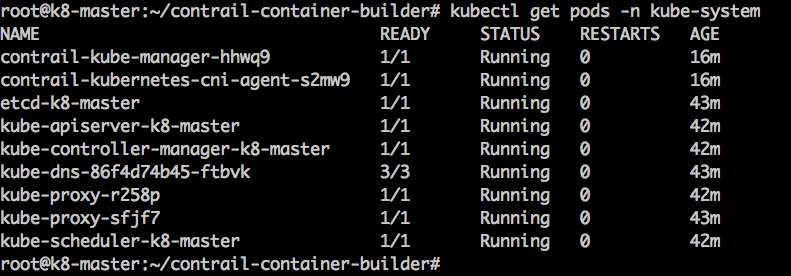 root@k8-master:~/contrail-container-builder# kubectl get pods -n kube-system
NAME READY STATUS RESTARTS AGE
contrail-kube-manager-hhwq9 1/1 Running 0 16m
contrail-kubernetes-cni-agent-s2mw9 1/1 Running 0 16m
etcd-k8-master 1/1 Running 0 43m
kube-apiserver-k8-master 1/1 Running 0 42m
kube-controller-manager-k8-master 1/1 Running 0 42m
kube-dns-86f4d74b45-ftbvk 3/3 Running 0 43m
kube-proxy-r258p 1/1 Running 0 42m
kube-proxy-sfjf7 1/1 Running 0 43m
kube-scheduler-k8-master 1/1 Running 0 42m
root@k8-master:~/contrail-container-builder#